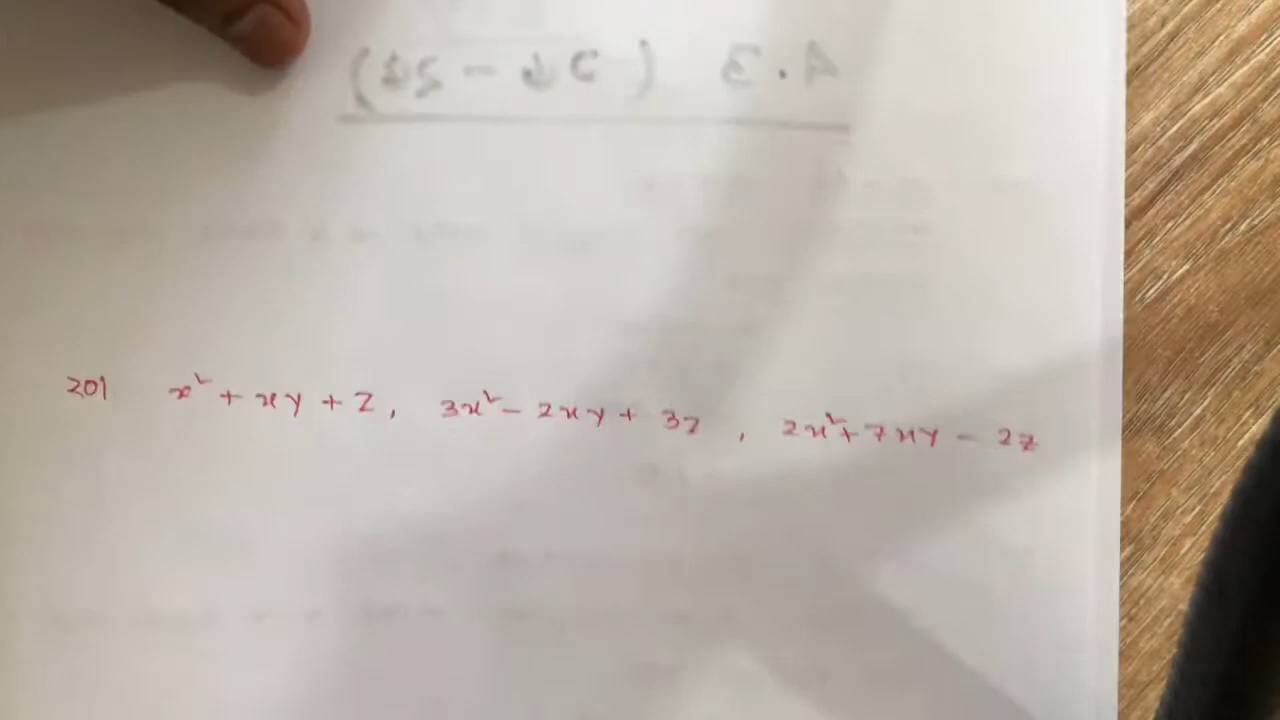 201 x² + xy + z, 3x² - 2xy + 3z, 2x² + 7xy - 2z